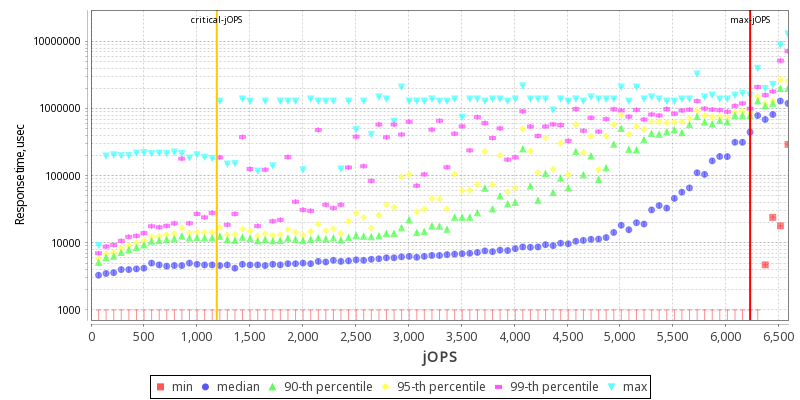 critical-jOPS max-jOPS
10000000
1000000
100000
10000
1000
Response time, usec
0 500 1,000 1,500 2,000 2,500 3,000 3,500 4,000 4,500 5,000 5,500 6,000 6,500
jOPS
min median 90-th percentile 95-th percentile 99-th percentile max